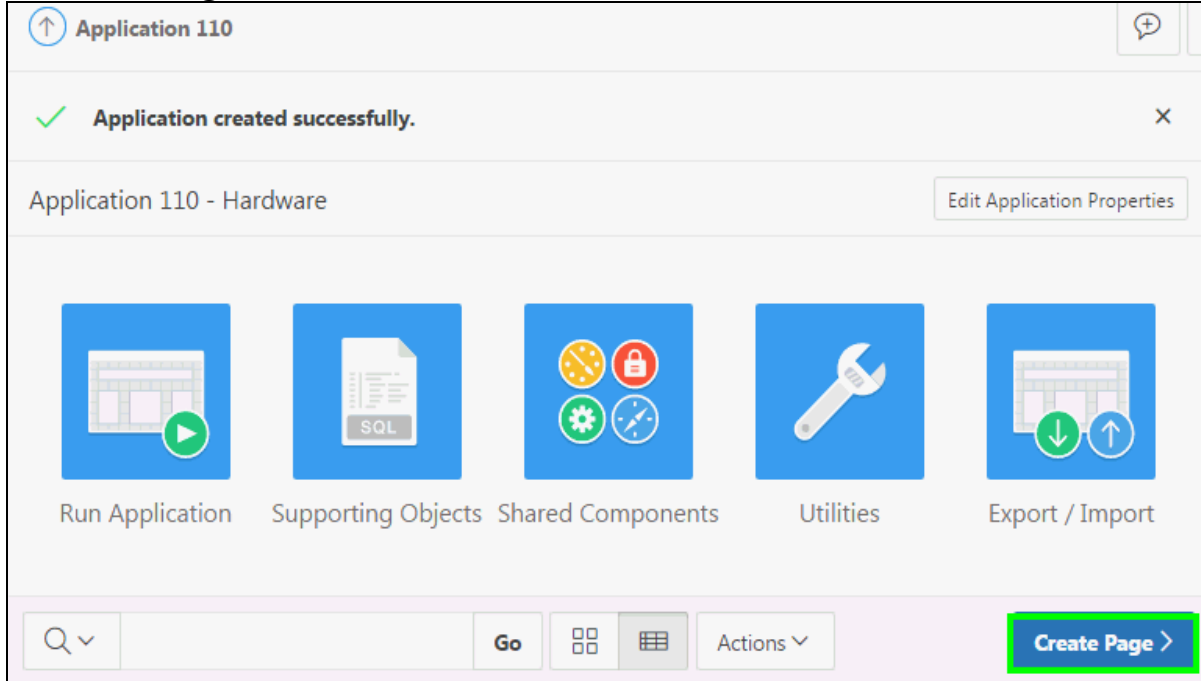 Application 110
Application created successfully.
Application 110 - Hardware
Edit Application Properties
SQL
Run Application
Supporting Objects
Shared Components
Utilities
Export / Import
Go
Actions
Create Page